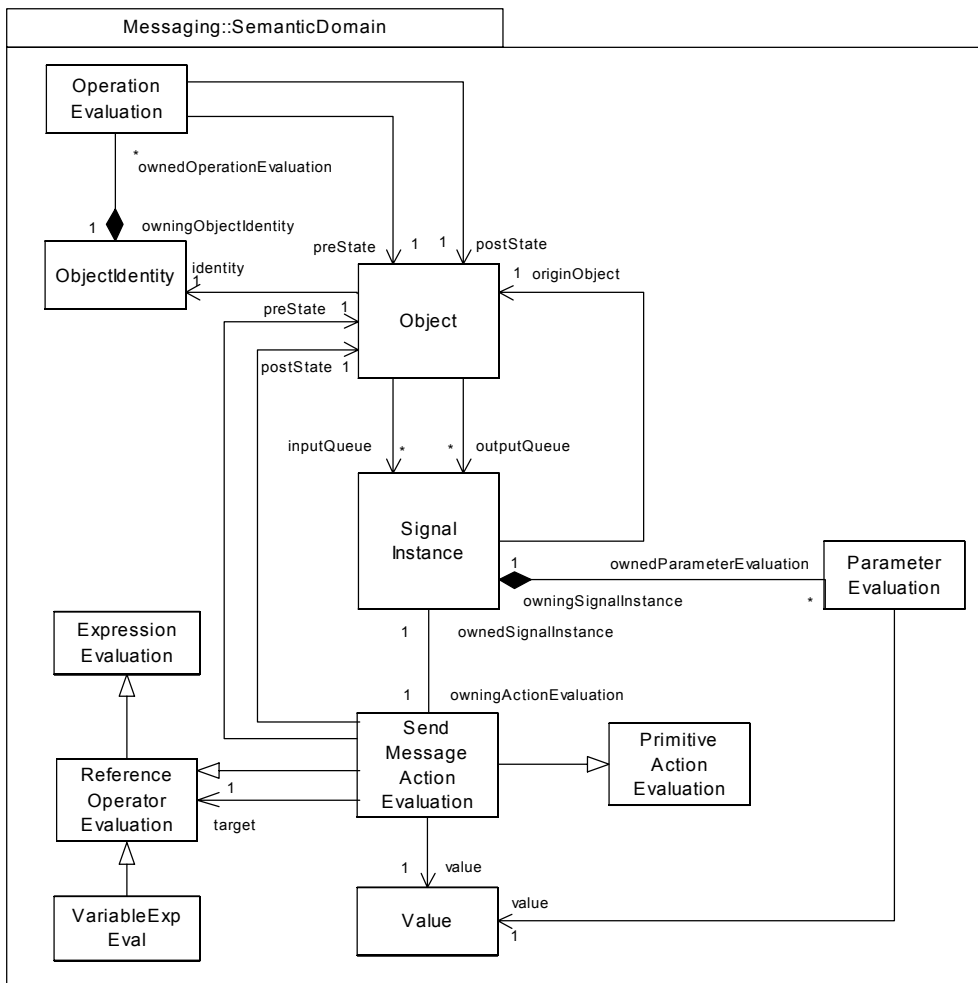 Messaging::SemanticDomain
Operation
Evaluation
*
ownedOperationEvaluation
1
owningObjectIdentity
ObjectIdentity
identity
1
preState
1
1
postState
1
originObject
Object
preState
1
postState
1
inputQueue
*
*
outputQueue
Signal
Instance
1
ownedParameterEvaluation
owningSignalInstance
*
Parameter
Evaluation
1
ownedSignalInstance
1
owningActionEvaluation
Expression
Evaluation
Send
Message
Action
Evaluation
Primitive
Action
Evaluation
Reference
Operator
Evaluation
1
target
1
value
VariableExp
Eval
Value
value
1